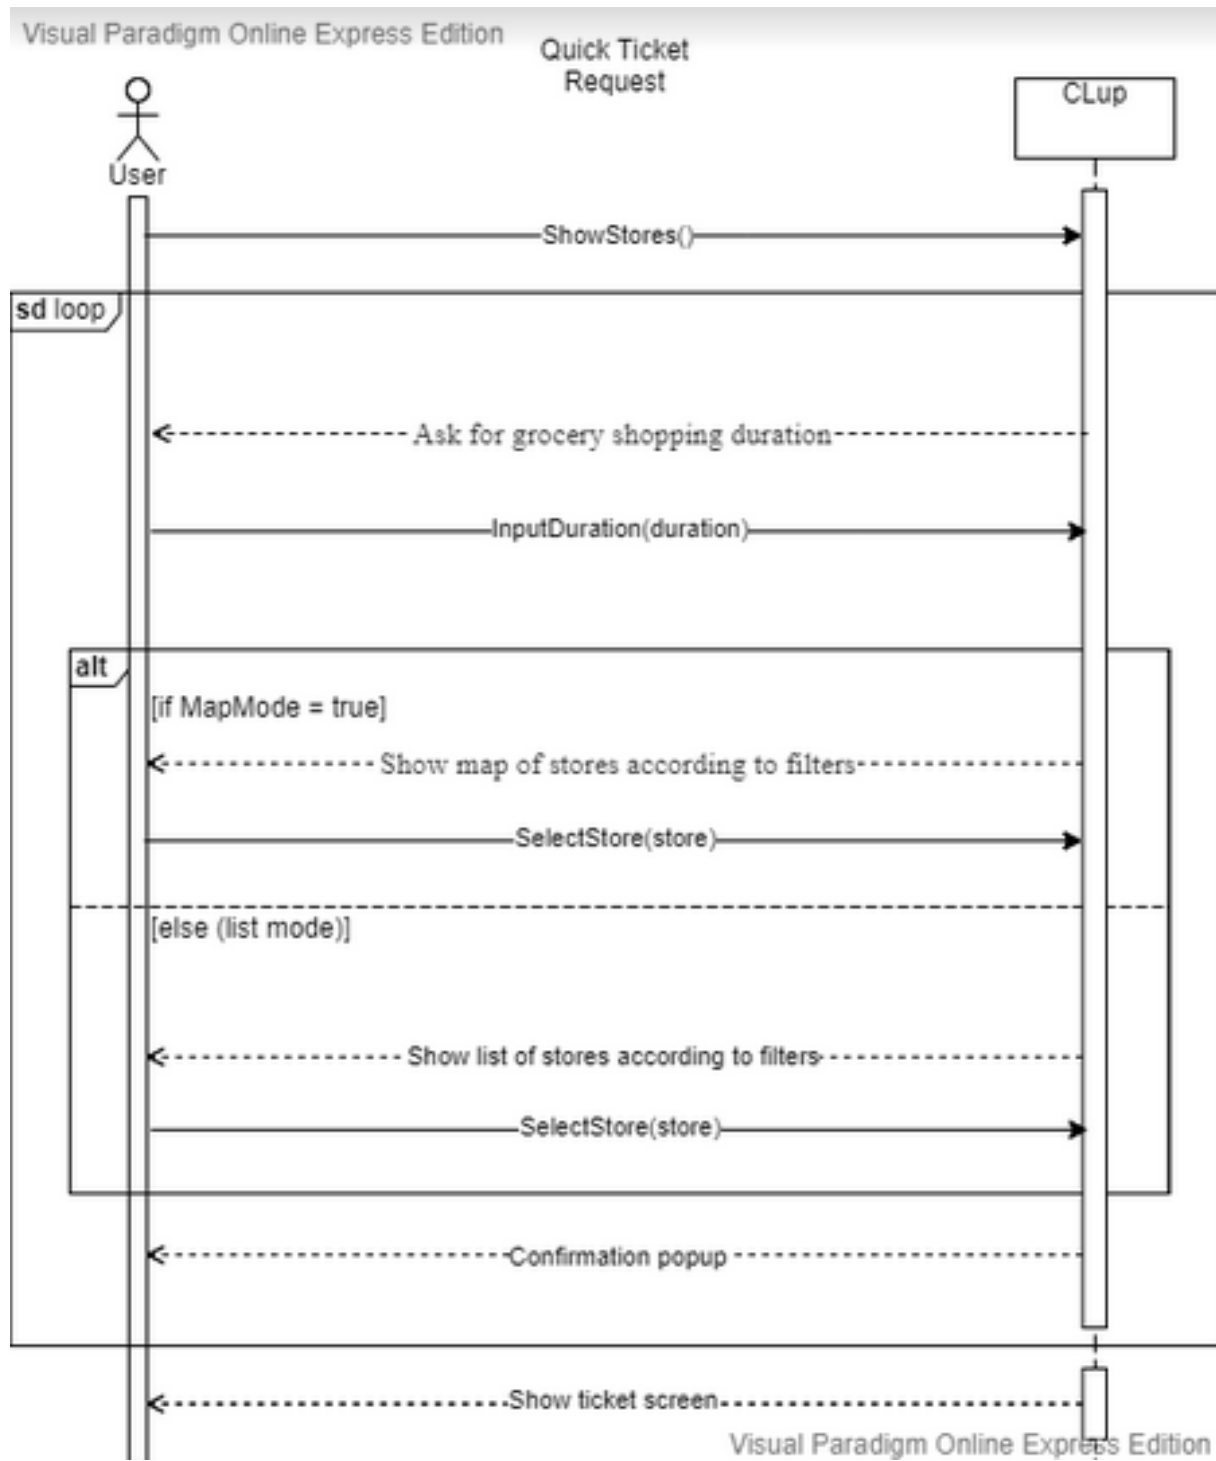 Visual Paradigm Online Express Edition
Quick Ticket
Request
CLup
User
ShowStores()
sd loop
Ask for grocery shopping duration
InputDuration(duration)
alt
[if MapMode = true]
Show map of stores according to filters
SelectStore(store)
[else (list mode)]
Show list of stores according to filters
SelectStore(store)
Confirmation popup
Show ticket screen
Visual Paradigm Online Express Edition